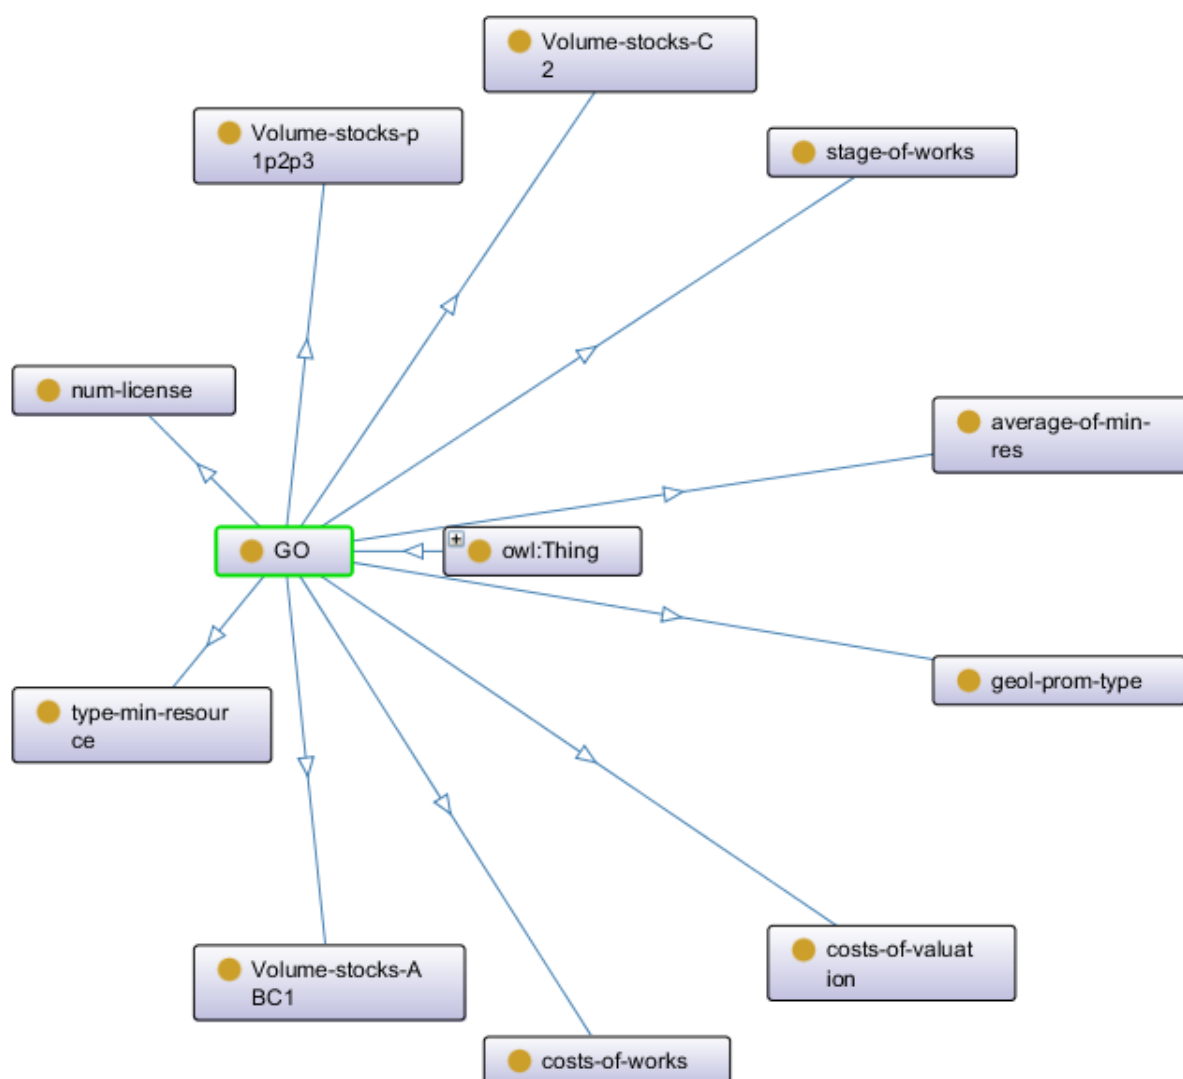 Volume-stocks-C
2
Volume-stocks-p
1p2p3
stage-of-works
num-license
average-of-min-
res
GO
owl:Thing
geol-prom-type
type-min-resour
ce
costs-of-valuat
ion
Volume-stocks-A
BC1
costs-of-works